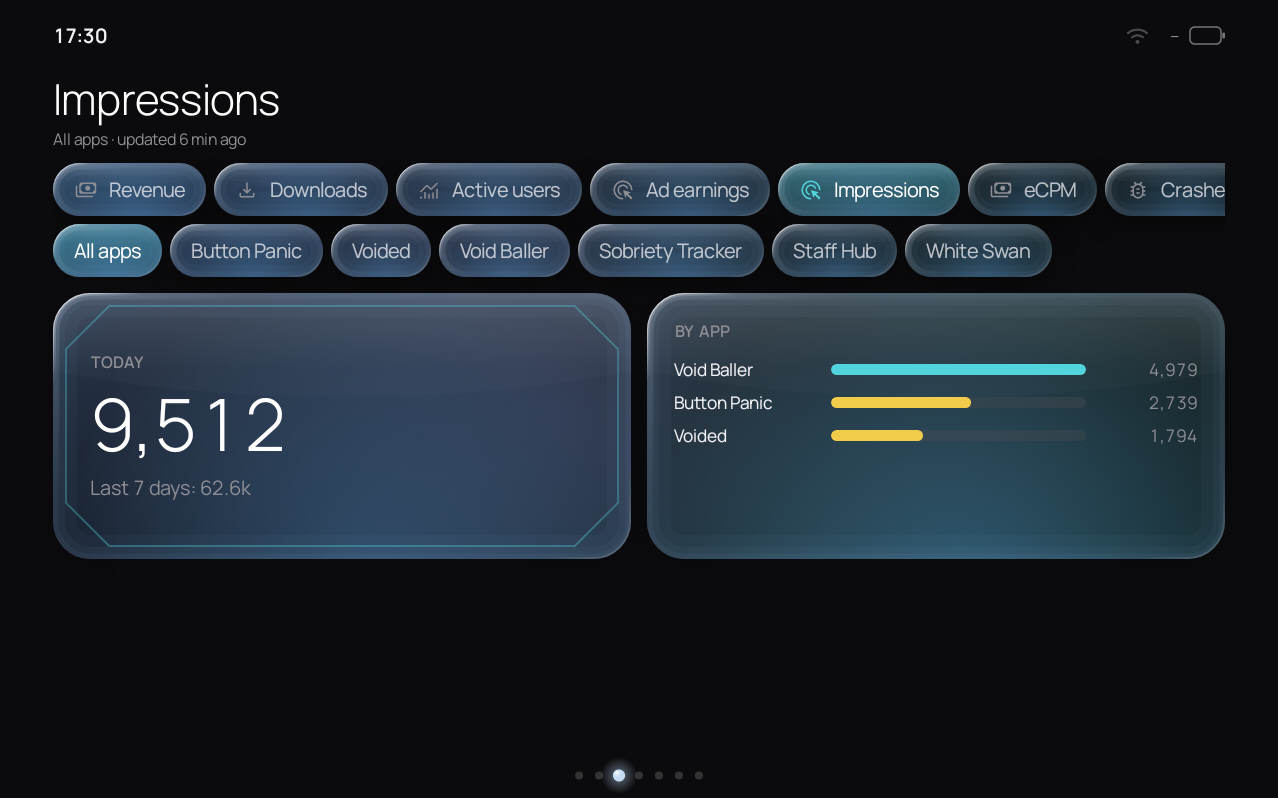 17:30
–
Impressions
All apps · updated 6 min ago
Revenue Downloads Active users Ad earnings Impressions eCPM Crashe
All apps Button Panic Voided Void Baller Sobriety Tracker Staff Hub White Swan
TODAY
9,512
Last 7 days: 62.6k
BY APP
Void Baller 4,979
Button Panic 2,739
Voided 1,794